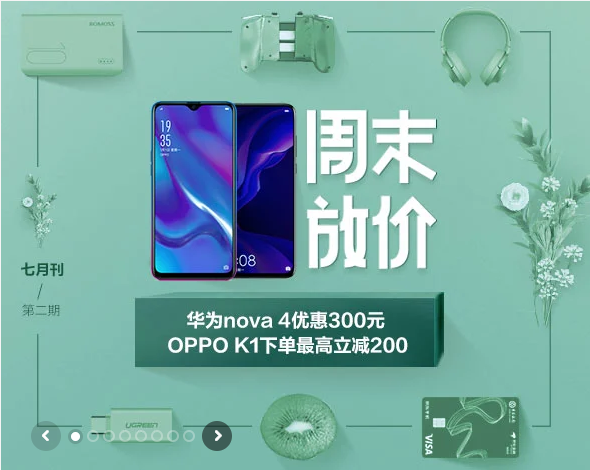 ROMOSS
周末
放价
19
35
:08
七月刊
/
第二期
华为nova 4优惠300元
OPPO K1下单最高立减200
UGREEN
VISA